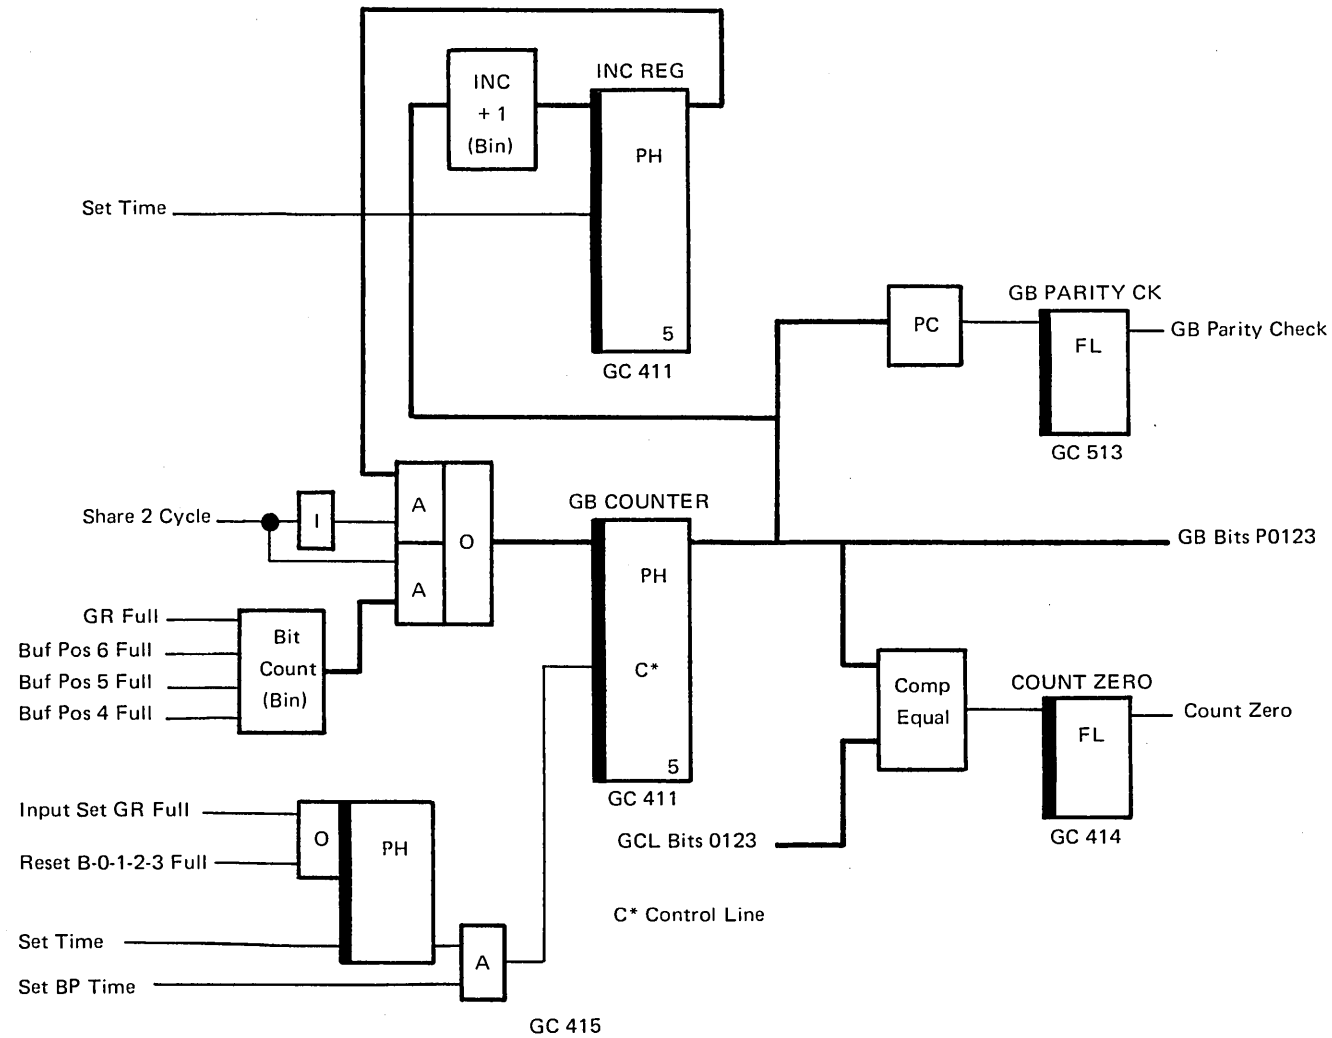 INC
+ 1
(Bin)
INC REG
PH
5
GC 411
Set Time
PC
GB PARITY CK
FL
GC 513
GB Parity Check
Share 2 Cycle
I
A
A
O
GB COUNTER
PH
C*
5
GC 411
GB Bits P0123
GR Full
Buf Pos 6 Full
Buf Pos 5 Full
Buf Pos 4 Full
Bit
Count
(Bin)
Comp
Equal
COUNT ZERO
FL
GC 414
Count Zero
GCL Bits 0123
Input Set GR Full
Reset B-0-1-2-3 Full
O
PH
Set Time
Set BP Time
A
C* Control Line
GC 415